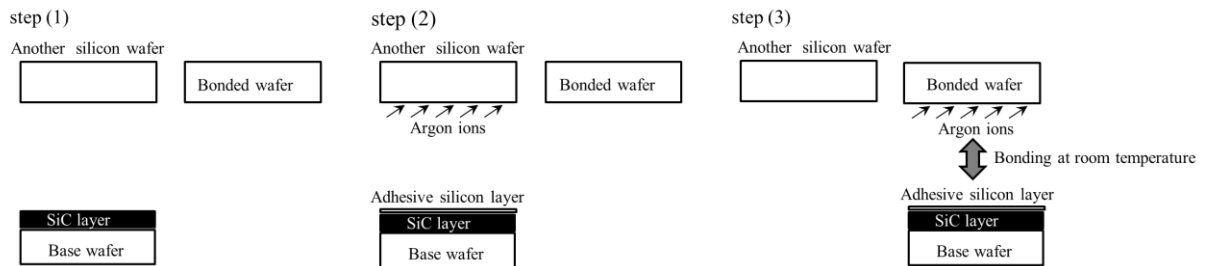 step (1)
Another silicon wafer
Bonded wafer
SiC layer
Base wafer
step (2)
Another silicon wafer
Bonded wafer
Argon ions
Adhesive silicon layer
SiC layer
Base wafer
step (3)
Another silicon wafer
Bonded wafer
Argon ions
Bonding at room temperature
Adhesive silicon layer
SiC layer
Base wafer